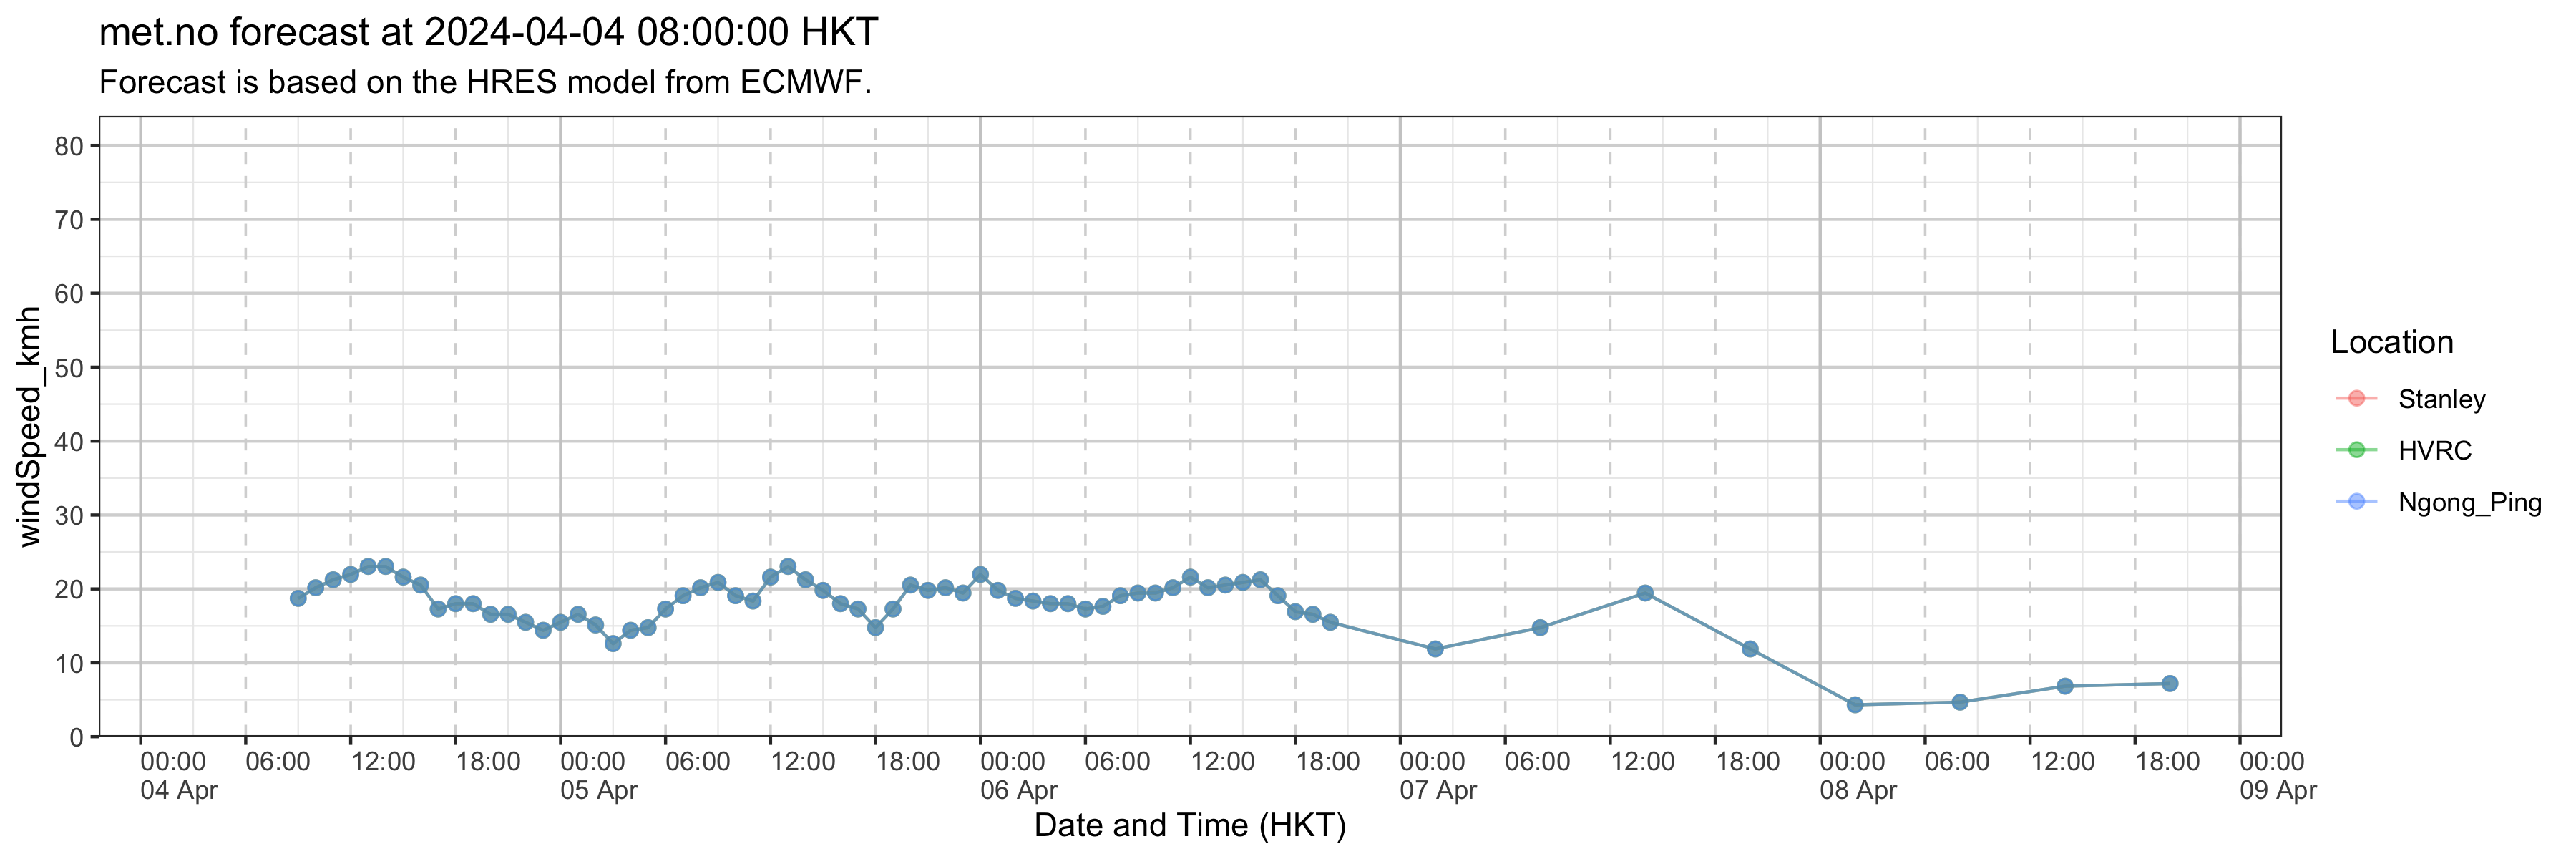 met.no forecast at 2024-04-04 08:00:00 HKT
Forecast is based on the HRES model from ECMWF.
windSpeed_kmh
80
70
60
50
40
30
20
10
0
00:00 06:00 12:00 18:00 00:00 06:00 12:00 18:00 00:00 06:00 12:00 18:00 00:00 06:00 12:00 18:00 00:00 06:00 12:00 18:00 00:00
04 Apr 05 Apr 06 Apr 07 Apr 08 Apr 09 Apr
Date and Time (HKT)
Location
Stanley
HVRC
Ngong_Ping